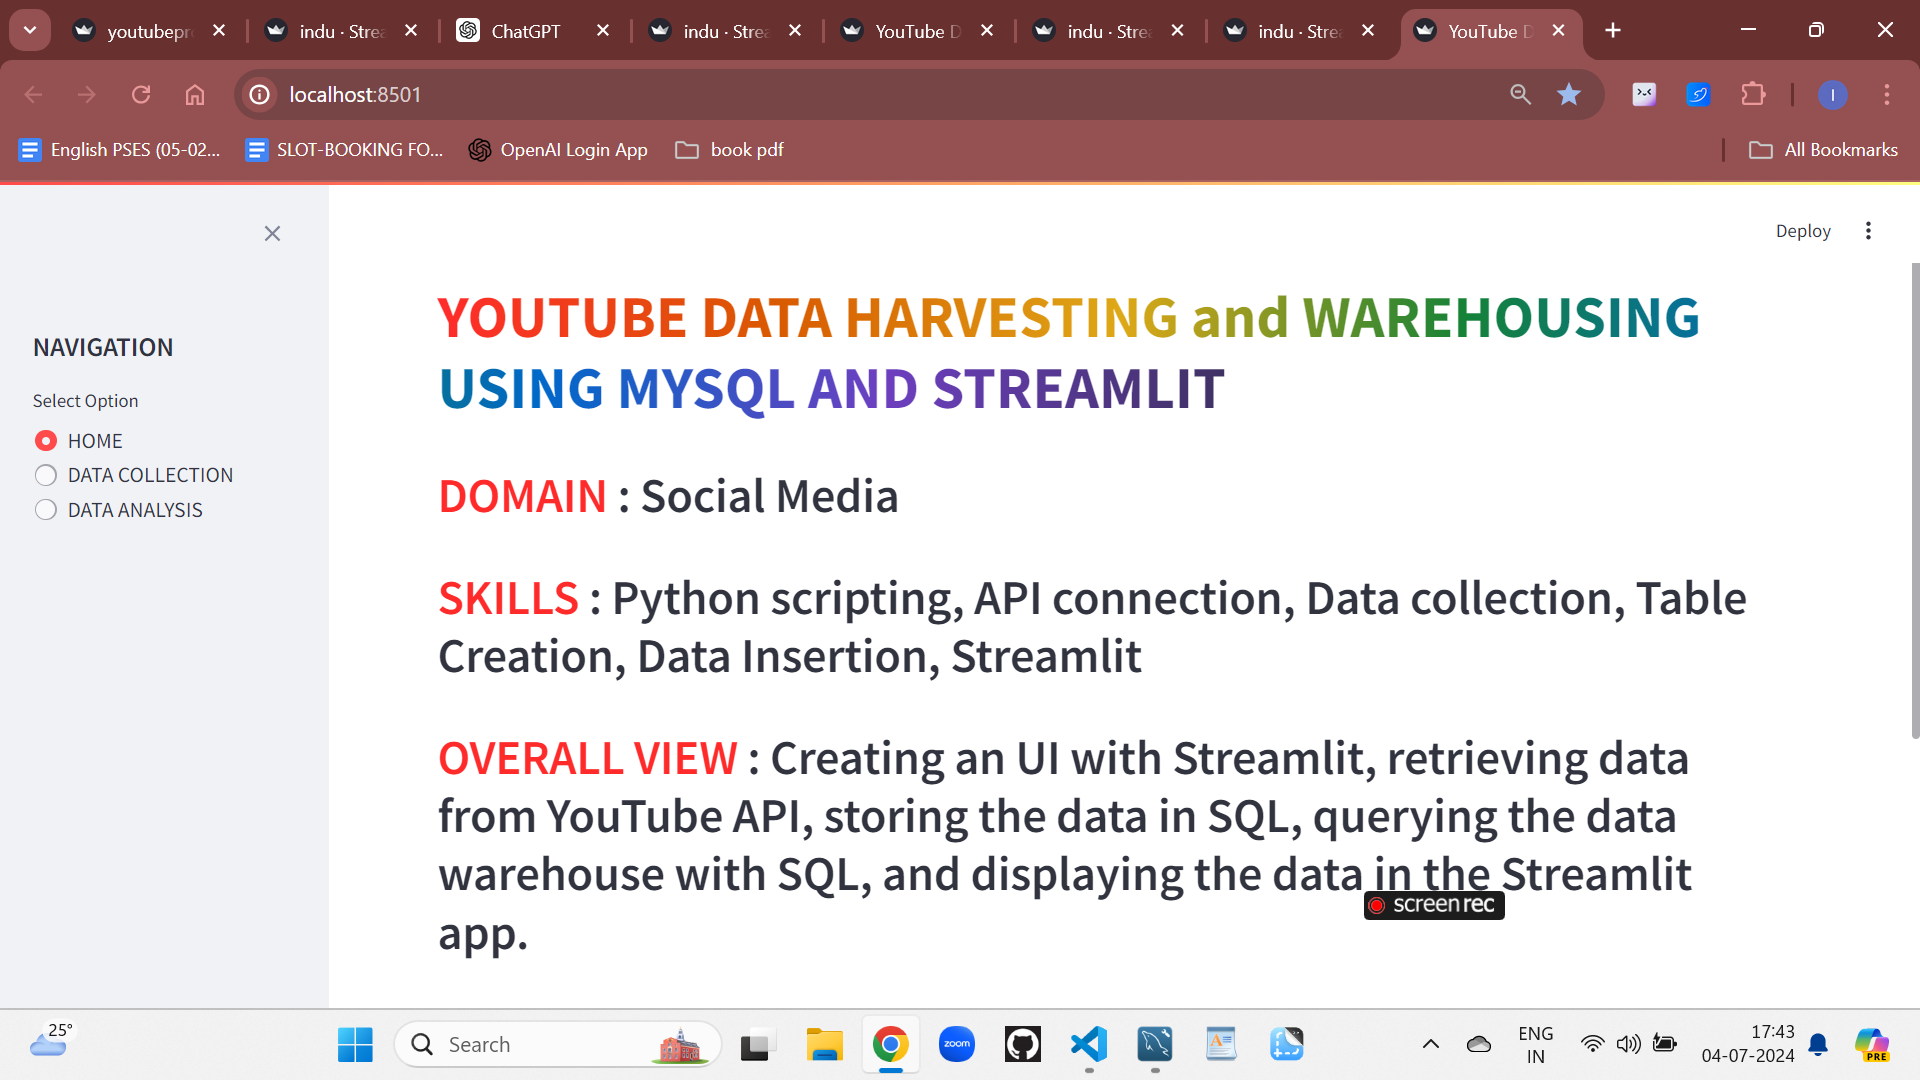 youtubepr
indu · Strea
ChatGPT
indu · Strea
YouTube D
indu · Stre
indu · Stre
YouTube D
localhost:8501
I
English PSES (05-02...
SLOT-BOOKING FO...
OpenAI Login App
book pdf
All Bookmarks
Deploy
NAVIGATION
Select Option
HOME
DATA COLLECTION
DATA ANALYSIS
YOUTUBE DATA HARVESTING and WAREHOUSING
USING MYSQL AND STREAMLIT
DOMAIN : Social Media
SKILLS : Python scripting, API connection, Data collection, Table
Creation, Data Insertion, Streamlit
OVERALL VIEW : Creating an UI with Streamlit, retrieving data
from YouTube API, storing the data in SQL, querying the data
warehouse with SQL, and displaying the data in the Streamlit
app.
screenrec
25°
Search
zoom
ENG
IN
17:43
04-07-2024
PRE